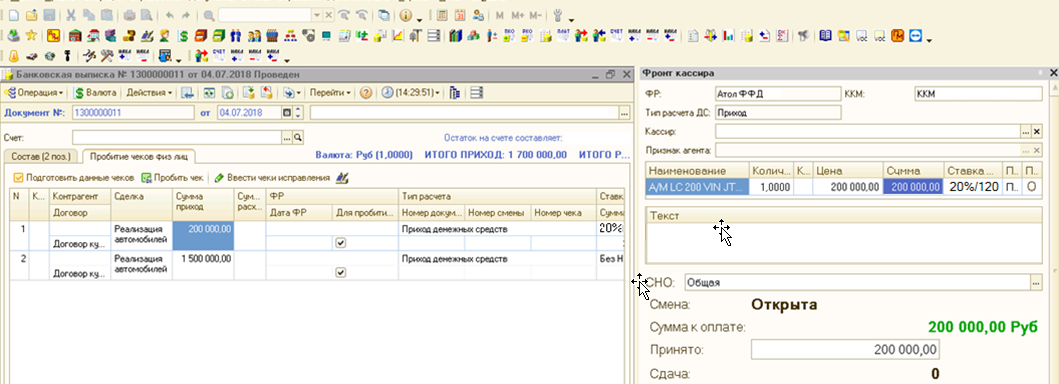 M M+ M-
Банковская выписка № 1300000011 от 04.07.2018 Проведен
Операция Валюта Действия Перейти (14:29:51)
Документ №: 1300000011 от 04.07.2018
Счет: Остаток на счете составляет:
Состав (2 поз.) Пробитие чеков физ лиц Валюта: Руб (1,0000) ИТОГО ПРИХОД: 1 700 000,00 ИТОГО Р...
Подготовить данные чеков Пробить чек Ввести чеки исправления
N К... Контрагент Сделка Сумма приход Сум... расх... ФР Тип расчета Ставк
Договор Дата ФР Для пробити... Номер докум... Номер смены Номер чека Сумм
1 Реализация автомобилей 200 000,00 Приход денежных средств 20%
Договор ку...
2 Реализация автомобилей 1 500 000,00 Приход денежных средств Без Н
Договор ку...
Фронт кассира
ФР: Атол ФФД ККМ: ККМ
Тип расчета ДС: Приход
Кассир:
Признак агента:
Наименование Колич... К... Цена Сумма Ставка ... П... О
А/М LC 200 VIN JT... 1,0000 200 000,00 200 000,00 20%/120 П... О
Текст
СНО: Общая
Смена: Открыта
Сумма к оплате: 200 000,00 Руб
Принято: 200 000,00
Сдача: 0